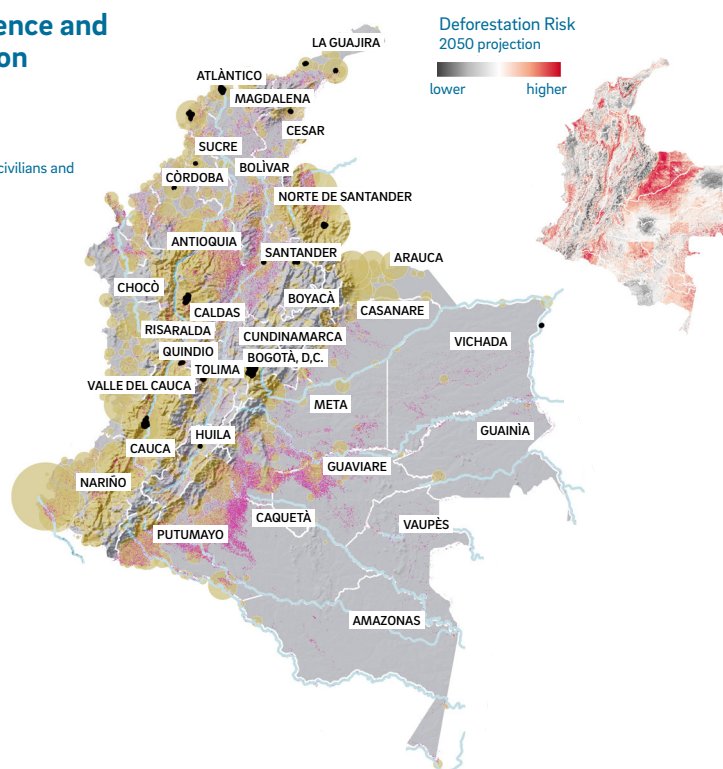 ence and
on
civilians and
Deforestation Risk
2050 projection
lower higher
LA GUAJIRA
ATLÀNTICO
MAGDALENA
CESAR
SUCRE
BOLÌVAR
CÒRDOBA
NORTE DE SANTANDER
ANTIOQUIA
SANTANDER
ARAUCA
CHOCÒ
BOYACÀ
CALDAS
CASANARE
RISARALDA
CUNDINAMARCA
VICHADA
QUINDIO
BOGOTÀ, D,C.
TOLIMA
VALLE DEL CAUCA
META
GUAINÌA
HUILA
CAUCA
GUAVIARE
NARIÑO
CAQUETÀ
VAUPÈS
PUTUMAYO
AMAZONAS